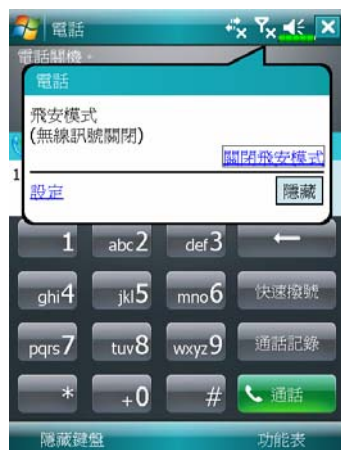 電話
電話關機。
電話
飛安模式
(無線訊號關閉)
關閉飛安模式
1
設定
隱藏
1 abc2 def3
ghi4 jkl5 mno6 快速撥號
pqrs7 tuv8 wxyz9 通話記錄
* +0 # 通話
隱藏鍵盤 功能表